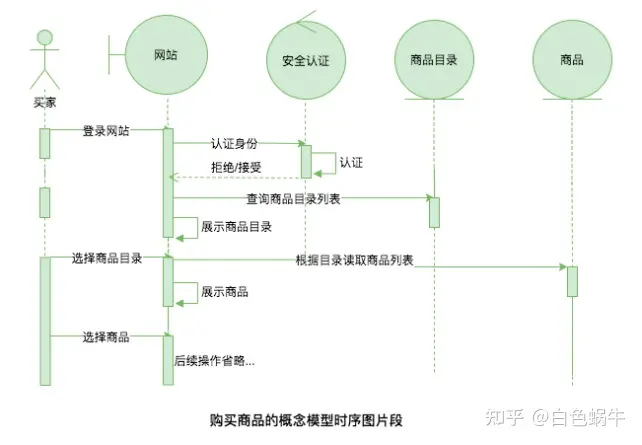 网站
安全认证
商品目录
商品
买家
登录网站
认证身份
认证
拒绝/接受
查询商品目录列表
展示商品目录
选择商品目录
根据目录读取商品列表
展示商品
选择商品
后续操作省略...
购买商品的概念模型时序图片段
知乎 @白色蜗牛